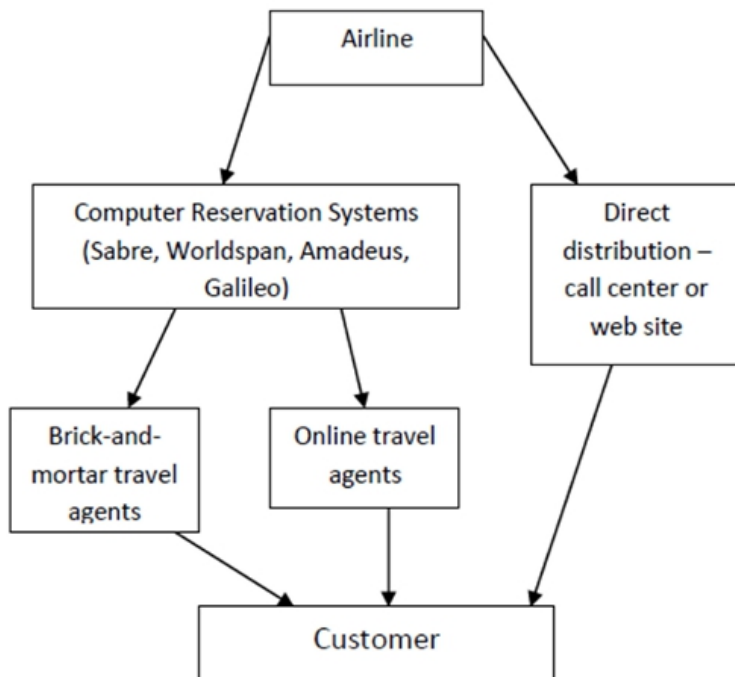 Airline
Computer Reservation Systems
(Sabre, Worldspan, Amadeus,
Galileo)
Direct
distribution –
call center or
web site
Brick-and-
mortar travel
agents
Online travel
agents
Customer